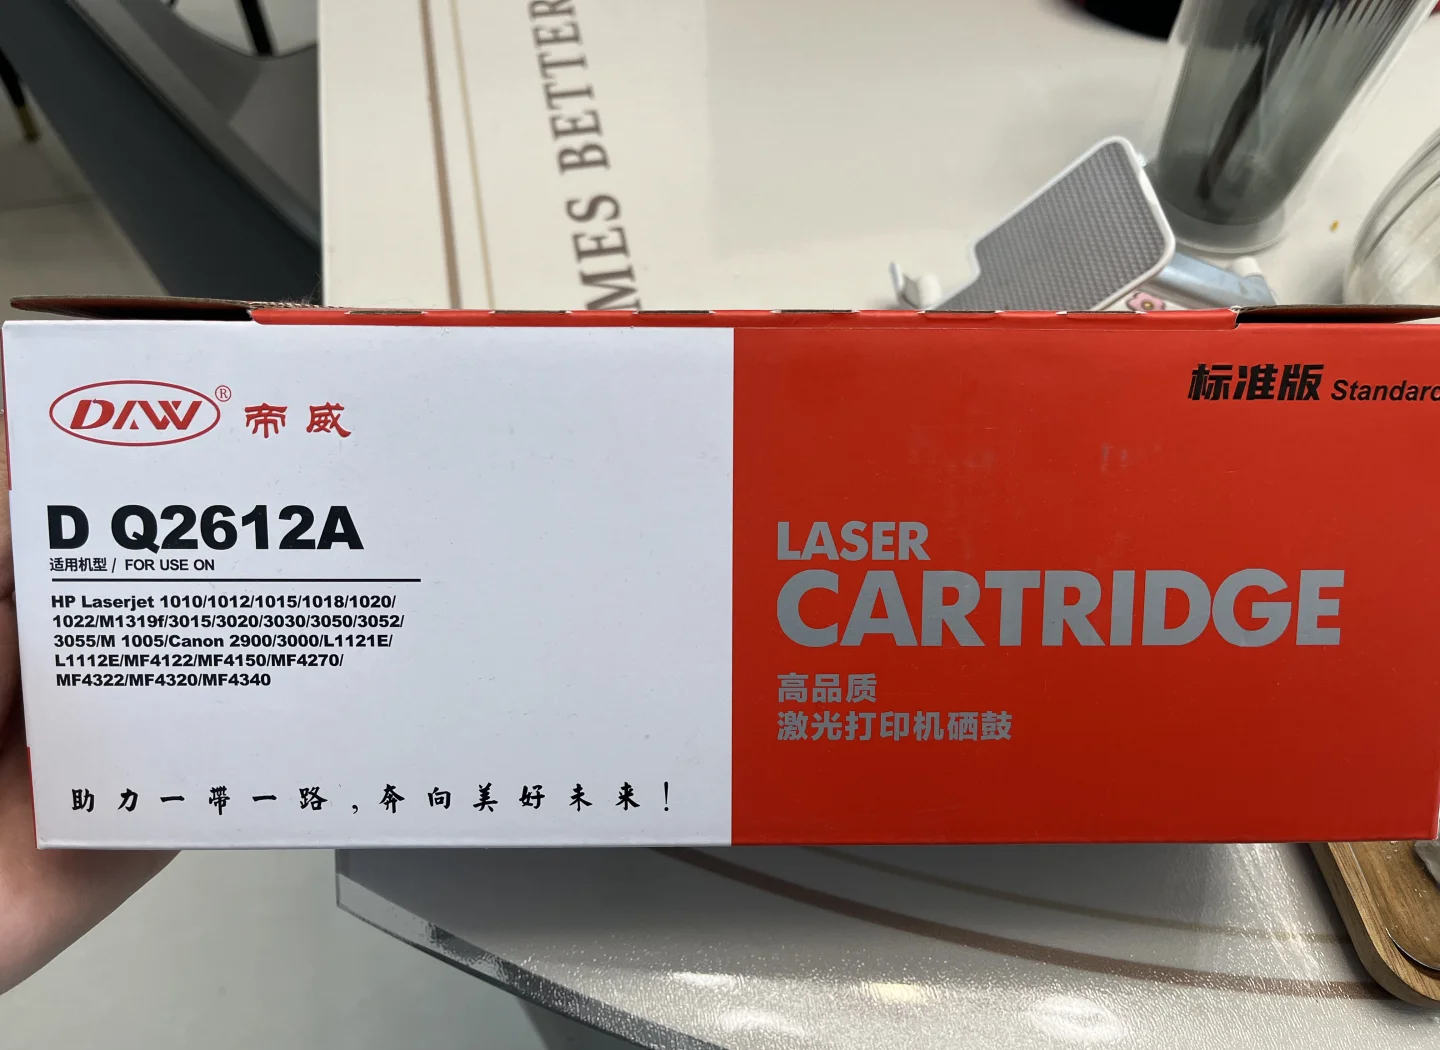 MES BETTER
DAW® 帝威
D Q2612A
适用机型 / FOR USE ON
HP Laserjet 1010/1012/1015/1018/1020/
1022/M1319f/3015/3020/3030/3050/3052/
3055/M 1005/Canon 2900/3000/L1121E/
L1112E/MF4122/MF4150/MF4270/
MF4322/MF4320/MF4340
助力一帶一路，奔向美好未来！
标准版 Standard
LASER
CARTRIDGE
高品质
激光打印机硒鼓